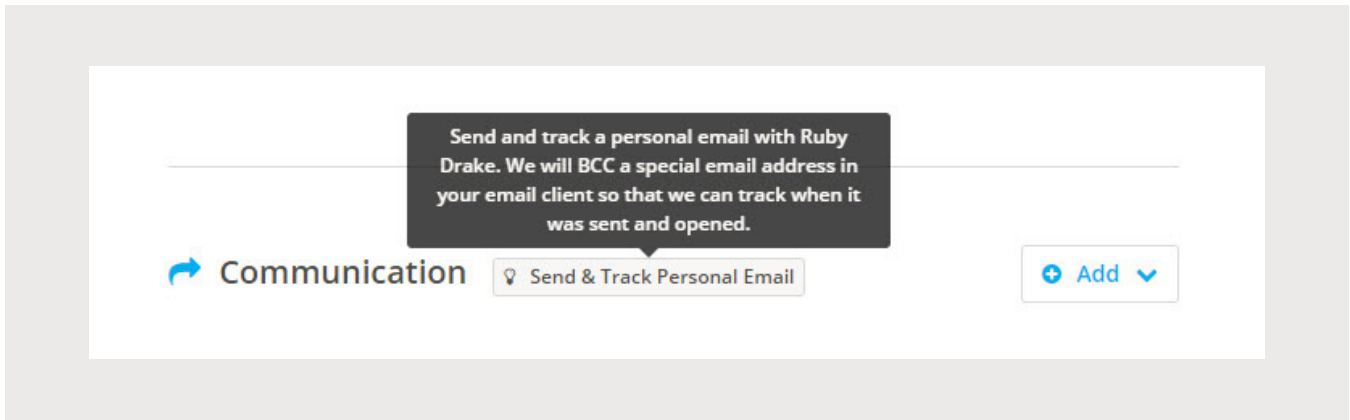 Send and track a personal email with Ruby
Drake. We will BCC a special email address in
your email client so that we can track when it
was sent and opened.
Communication
Send & Track Personal Email
Add